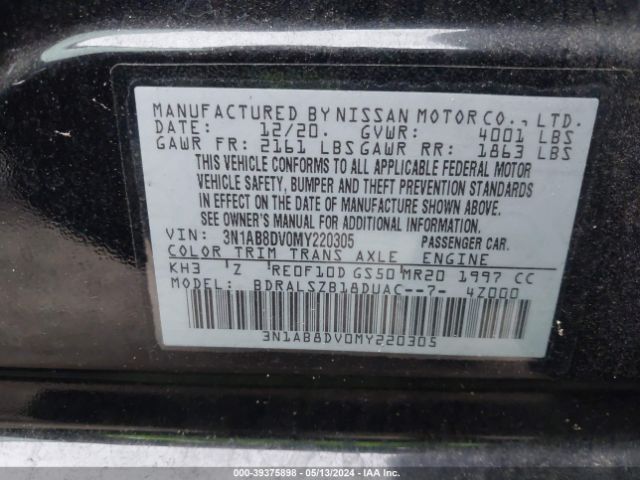 MANUFACTURED BY NISSAN MOTOR CO., LTD.
DATE: 12/20. GVWR: 4001 LBS
GAWR FR: 2161 LBS GAWR RR: 1863 LBS
THIS VEHICLE CONFORMS TO ALL APPLICABLE FEDERAL MOTOR
VEHICLE SAFETY, BUMPER AND THEFT PREVENTION STANDARDS
IN EFFECT ON THE DATE OF MANUFACTURE SHOWN ABOVE.
SEE OWNER'S MANUAL FOR ADDITIONAL INFORMATION.
VIN: 3N1AB8DV0MY220305 PASSENGER CAR.
COLOR TRIM TRANS AXLE ENGINE
KH3 Z RE0F10D GS50 MR20 1997 CC
MODEL: BDRALSZB18DUAC--7- 4Z000
3N1AB8DV0MY220305
000-39375898 - 05/13/2024 - IAA Inc.